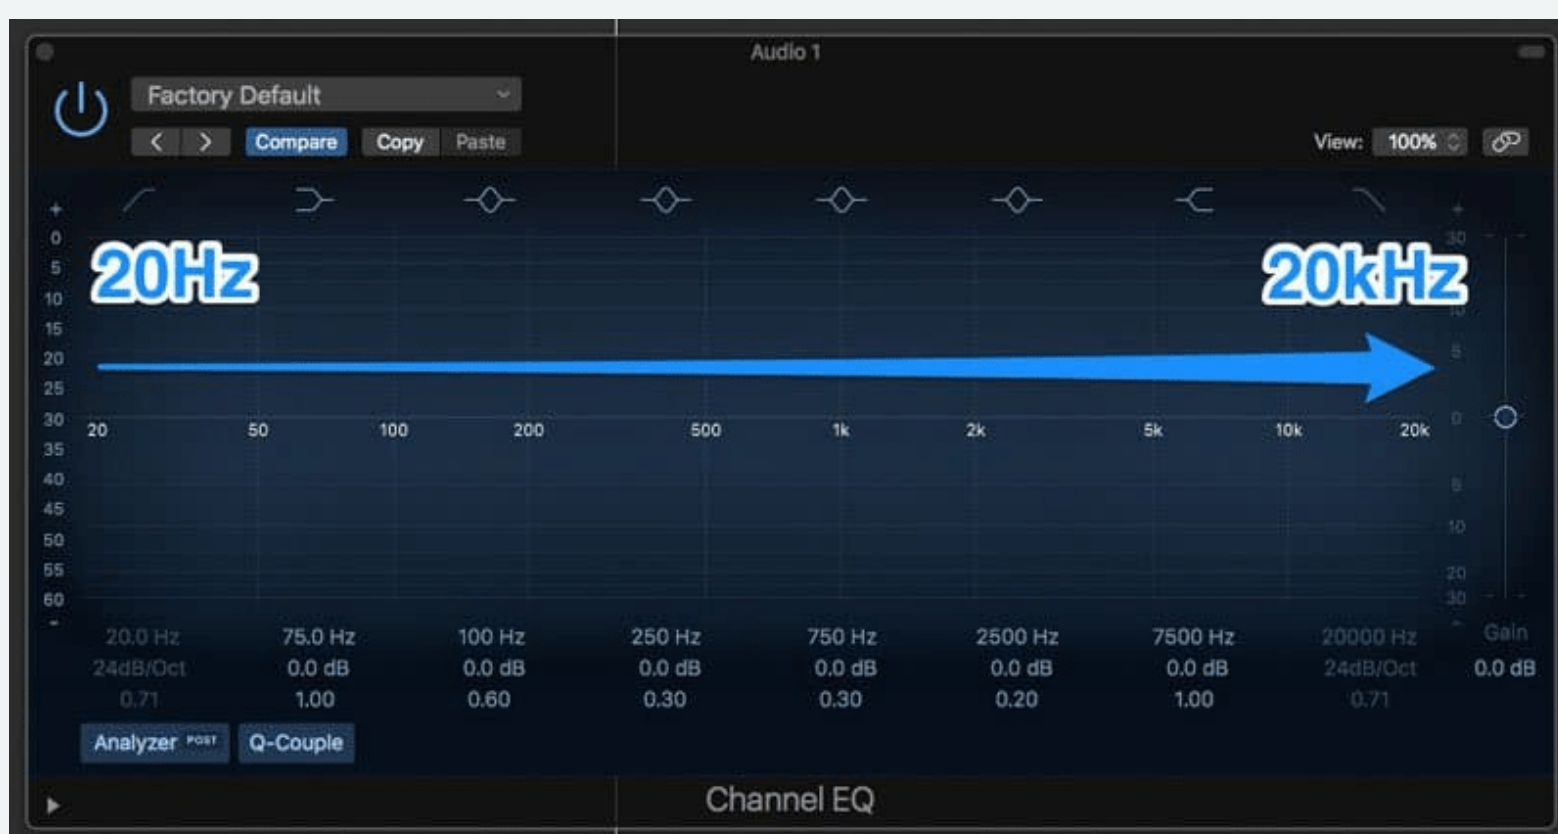 Audio 1
Factory Default
Compare Copy Paste
View: 100%
+ +
0 30
20Hz 20kHz
5
10 10
15
20 5
25
30 0
20 50 100 200 500 1k 2k 5k 10k 20k
35
40
45 5
50 10
55 20
60 30
- -
20.0 Hz 75.0 Hz 100 Hz 250 Hz 750 Hz 2500 Hz 7500 Hz 20000 Hz Gain
24dB/Oct 0.0 dB 0.0 dB 0.0 dB 0.0 dB 0.0 dB 0.0 dB 24dB/Oct 0.0 dB
0.71 1.00 0.60 0.30 0.30 0.20 1.00 0.71
Analyzer POST Q-Couple
Channel EQ